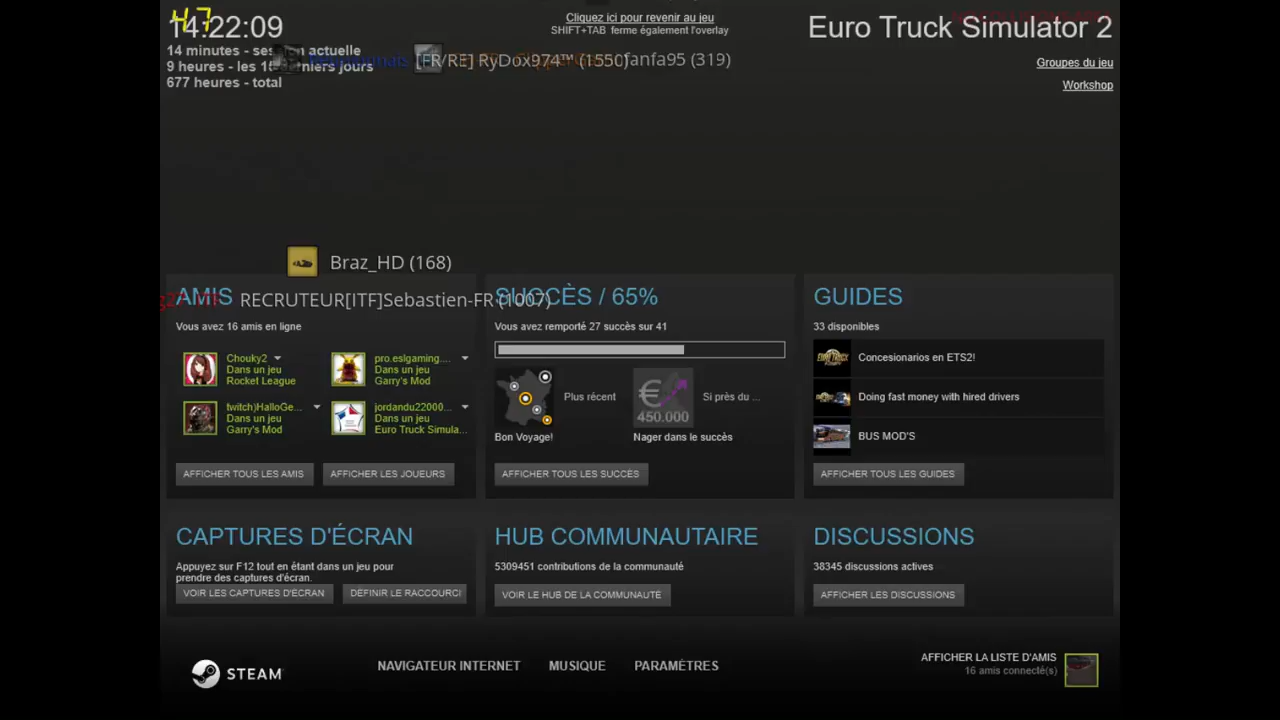 47
14:22:09
Cliquez ici pour revenir au jeu
SHIFT+TAB ferme également l'overlay
Euro Truck Simulator 2
14 minutes - session actuelle
9 heures - les 15 derniers jours
677 heures - total
[FR/RE] RyDox974™ (1550)
fanfa95 (319)
Groupes du jeu
Workshop
Braz_HD (168)
RECRUTEUR[ITF]Sebastien-FR (1007)
AMIS
Vous avez 16 amis en ligne
Chouky2
Dans un jeu
Rocket League
pro.eslgaming....
Dans un jeu
Garry's Mod
twitch)HalloGe...
Dans un jeu
Garry's Mod
jordandu22000...
Dans un jeu
Euro Truck Simula...
AFFICHER TOUS LES AMIS
AFFICHER LES JOUEURS
SUCCÈS / 65%
Vous avez remporté 27 succès sur 41
Plus récent
Bon Voyage!
450.000
Si près du ...
Nager dans le succès
AFFICHER TOUS LES SUCCÈS
GUIDES
33 disponibles
Concesionarios en ETS2!
Doing fast money with hired drivers
BUS MOD'S
AFFICHER TOUS LES GUIDES
CAPTURES D'ÉCRAN
Appuyez sur F12 tout en étant dans un jeu pour
prendre des captures d'écran.
VOIR LES CAPTURES D'ÉCRAN
DÉFINIR LE RACCOURCI
HUB COMMUNAUTAIRE
5309451 contributions de la communauté
VOIR LE HUB DE LA COMMUNAUTÉ
DISCUSSIONS
38345 discussions actives
AFFICHER LES DISCUSSIONS
STEAM
NAVIGATEUR INTERNET
MUSIQUE
PARAMÈTRES
AFFICHER LA LISTE D'AMIS
16 amis connecté(s)